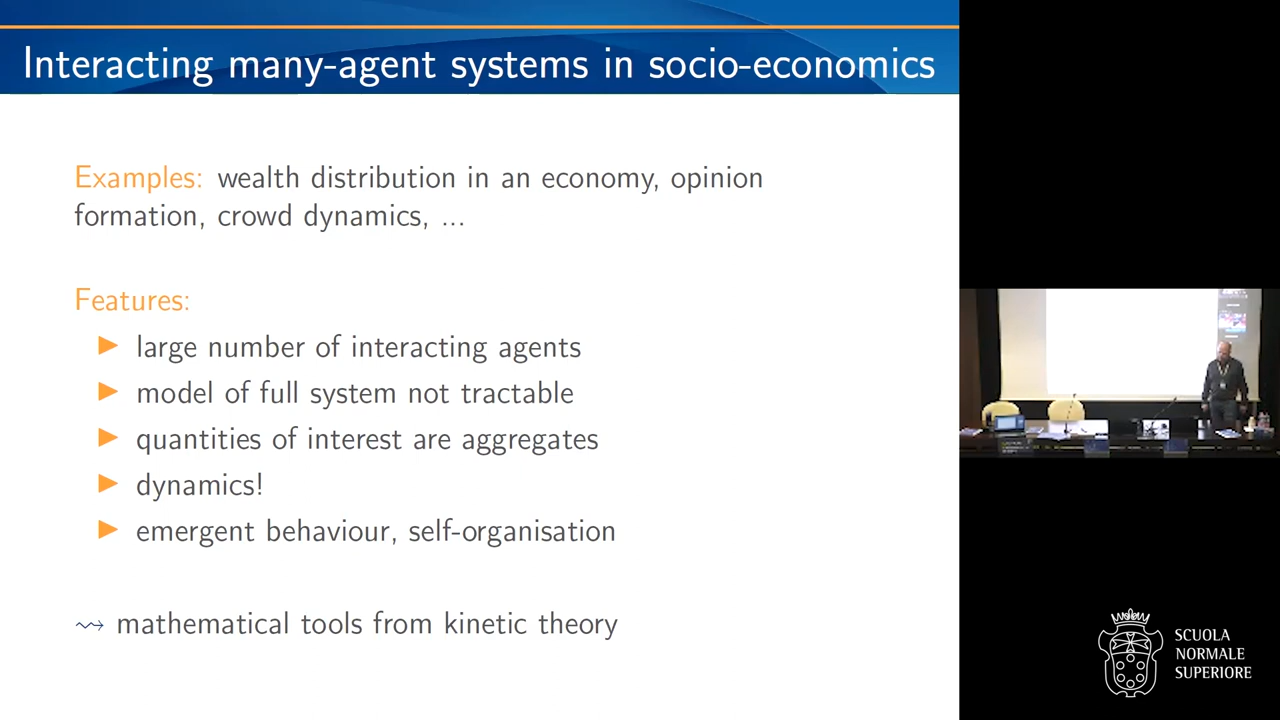 Interacting many-agent systems in socio-economics
Examples: wealth distribution in an economy, opinion
formation, crowd dynamics, ...
Features:
large number of interacting agents
model of full system not tractable
quantities of interest are aggregates
dynamics!
emergent behaviour, self-organisation
⇝ mathematical tools from kinetic theory
SCUOLA
NORMALE
SUPERIORE